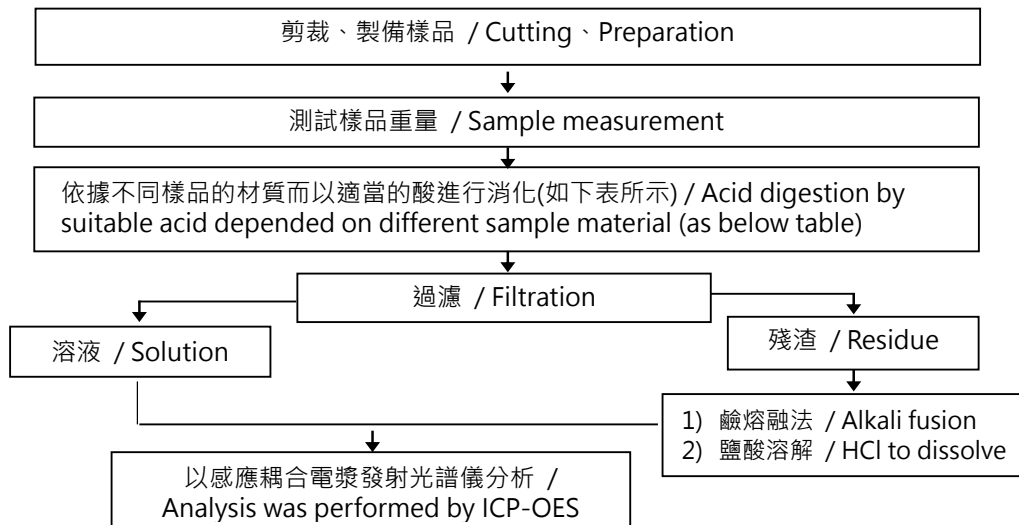 剪裁、製備樣品 / Cutting、Preparation
測試樣品重量 / Sample measurement
依據不同樣品的材質而以適當的酸進行消化(如下表所示) / Acid digestion by
suitable acid depended on different sample material (as below table)
過濾 / Filtration
溶液 / Solution
殘渣 / Residue
1) 鹼熔融法 / Alkali fusion
2) 鹽酸溶解 / HCl to dissolve
以感應耦合電漿發射光譜儀分析 /
Analysis was performed by ICP-OES